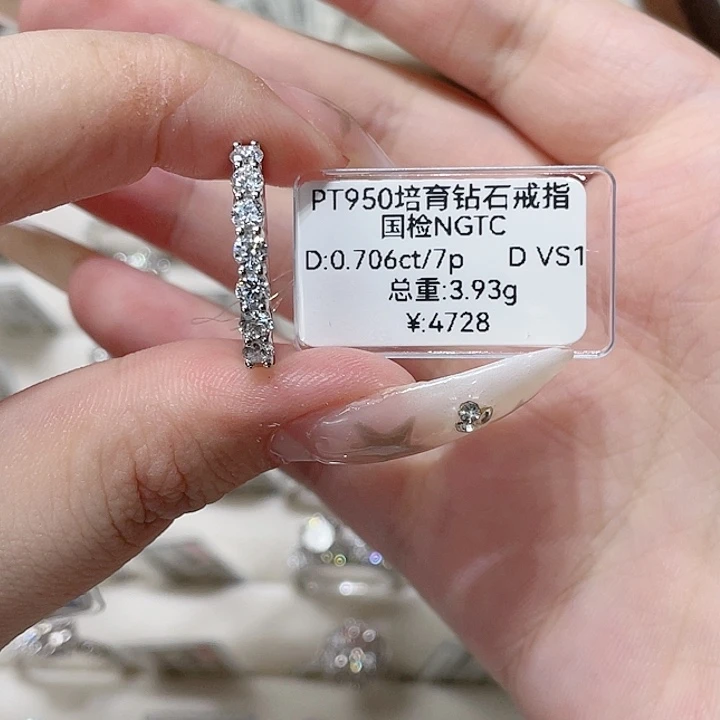 PT950培育钻石戒指
国检NGTC
D:0.706ct/7p D VS1
总重:3.93g
¥:4728